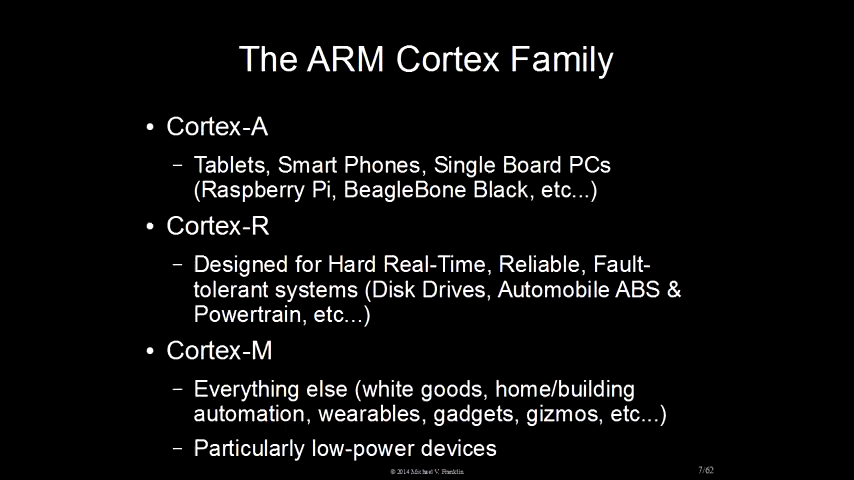 The ARM Cortex Family
• Cortex-A
– Tablets, Smart Phones, Single Board PCs
(Raspberry Pi, BeagleBone Black, etc...)
• Cortex-R
– Designed for Hard Real-Time, Reliable, Fault-
tolerant systems (Disk Drives, Automobile ABS &
Powertrain, etc...)
• Cortex-M
– Everything else (white goods, home/building
automation, wearables, gadgets, gizmos, etc...)
– Particularly low-power devices
© 2014 Michael V. Franklin
7/62